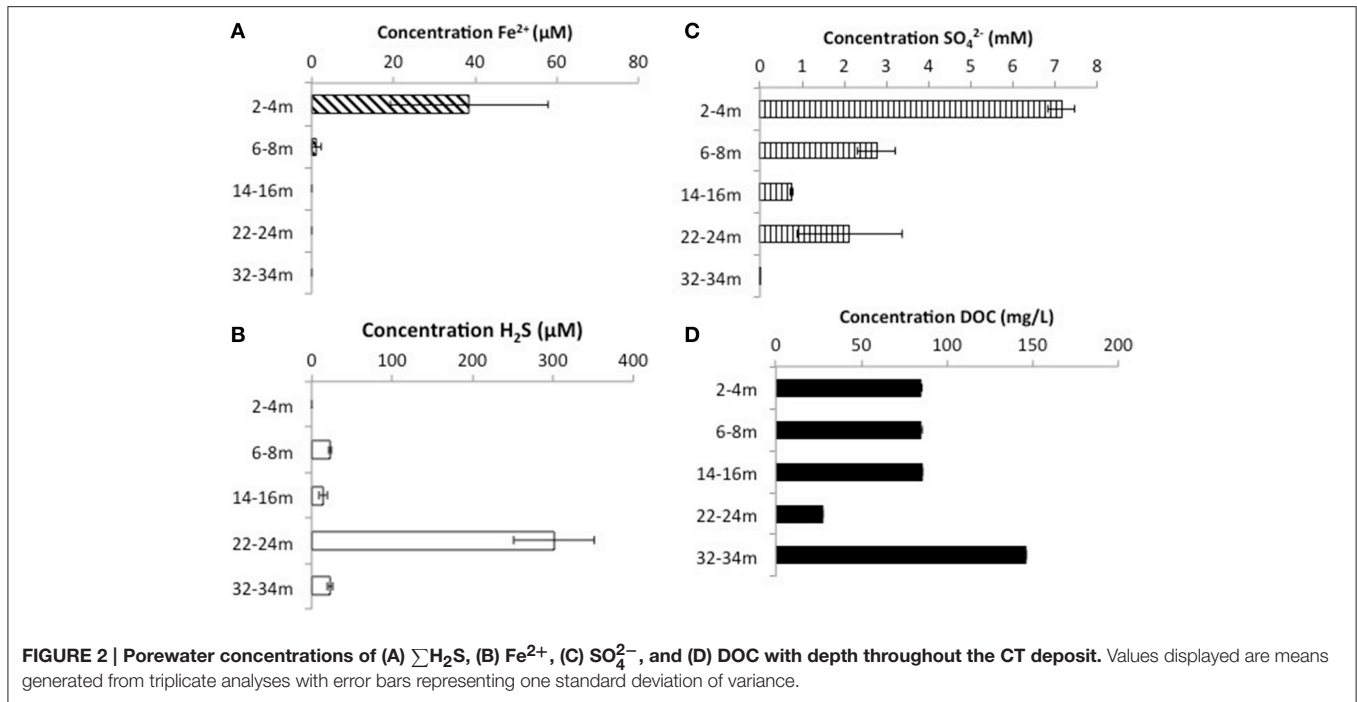 A
Concentration Fe²⁺ (μM)
0 20 40 60 80
2-4m
6-8m
14-16m
22-24m
32-34m
C
Concentration SO₄²⁻ (mM)
0 1 2 3 4 5 6 7 8
2-4m
6-8m
14-16m
22-24m
32-34m
B
Concentration H₂S (μM)
0 100 200 300 400
2-4m
6-8m
14-16m
22-24m
32-34m
D
Concentration DOC (mg/L)
0 50 100 150 200
2-4m
6-8m
14-16m
22-24m
32-34m
FIGURE 2 | Porewater concentrations of (A) ∑H₂S, (B) Fe²⁺, (C) SO₄²⁻, and (D) DOC with depth throughout the CT deposit. Values displayed are means
generated from triplicate analyses with error bars representing one standard deviation of variance.